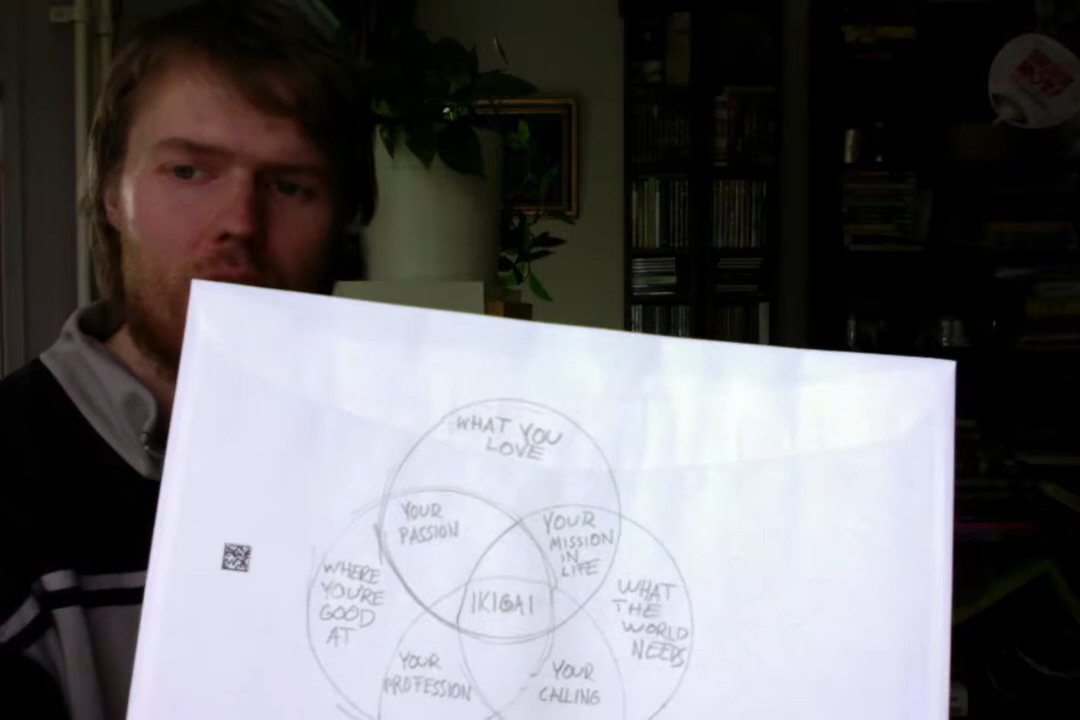 WHAT YOU
LOVE
YOUR
PASSION
YOUR
MISSION
IN
LIFE
WHERE
YOU'RE
GOOD
AT
IKIGAI
WHAT
THE
WORLD
NEEDS
YOUR
PROFESSION
YOUR
CALLING